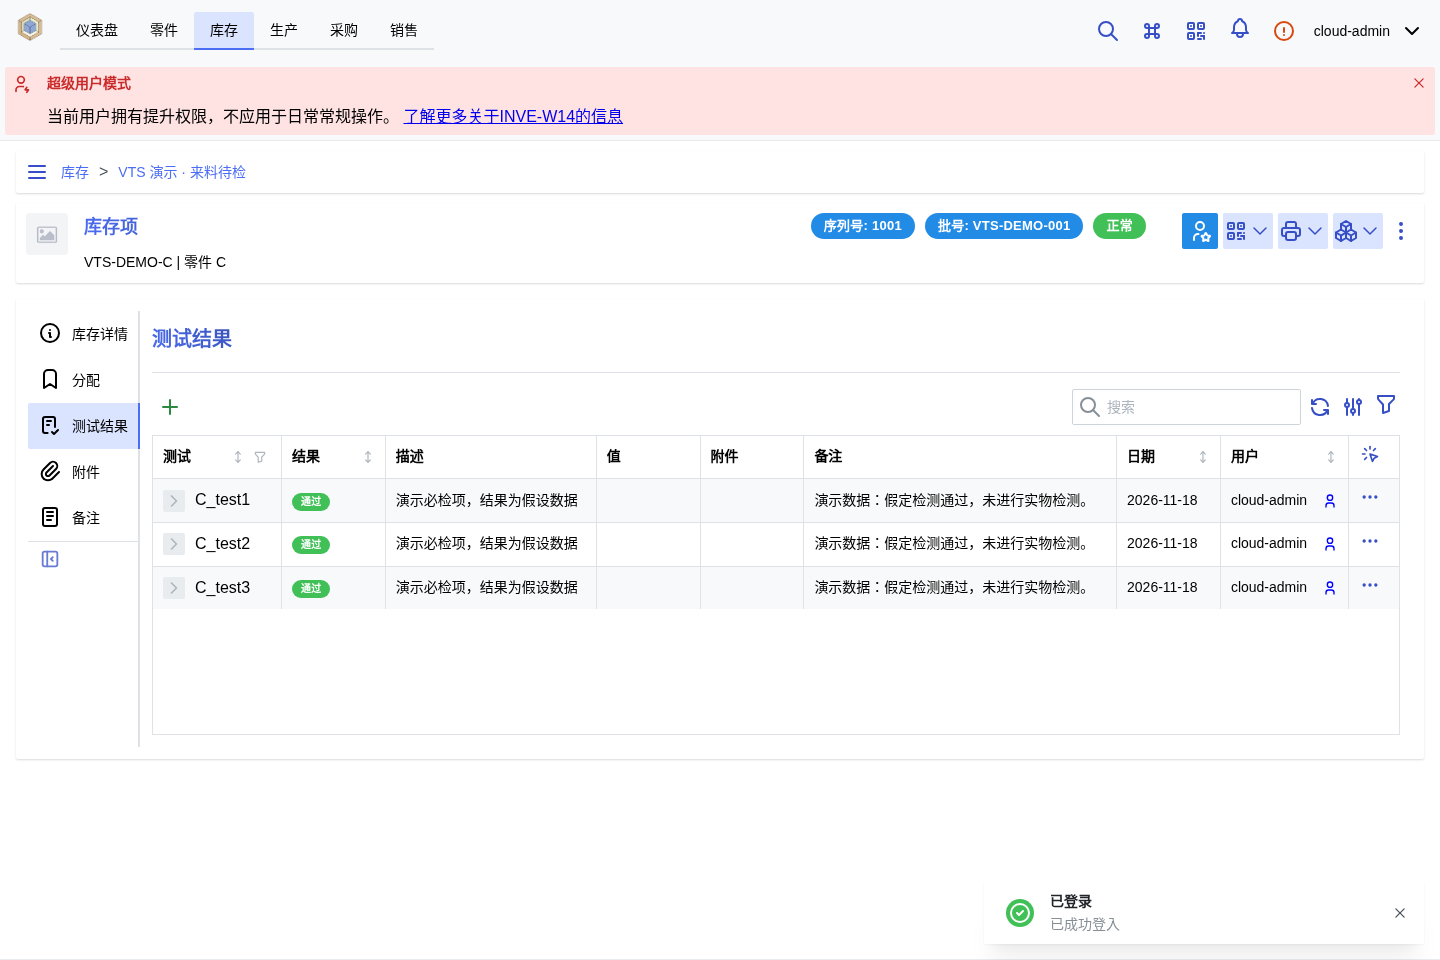 仪表盘 零件 库存 生产 采购 销售 cloud-admin
超级用户模式
当前用户拥有提升权限，不应用于日常常规操作。 了解更多关于INVE-W14的信息
库存 > VTS 演示 · 来料待检
库存项
序列号: 1001 批号: VTS-DEMO-001 正常
VTS-DEMO-C | 零件 C
库存详情
分配
测试结果
附件
备注
测试结果
搜索
测试 结果 描述 值 附件 备注 日期 用户
C_test1 通过 演示必检项，结果为假设数据 演示数据：假定检测通过，未进行实物检测。 2026-11-18 cloud-admin
C_test2 通过 演示必检项，结果为假设数据 演示数据：假定检测通过，未进行实物检测。 2026-11-18 cloud-admin
C_test3 通过 演示必检项，结果为假设数据 演示数据：假定检测通过，未进行实物检测。 2026-11-18 cloud-admin
已登录
已成功登入